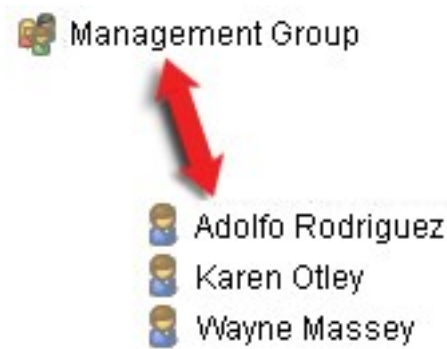 Management Group
Adolfo Rodriguez
Karen Otley
Wayne Massey